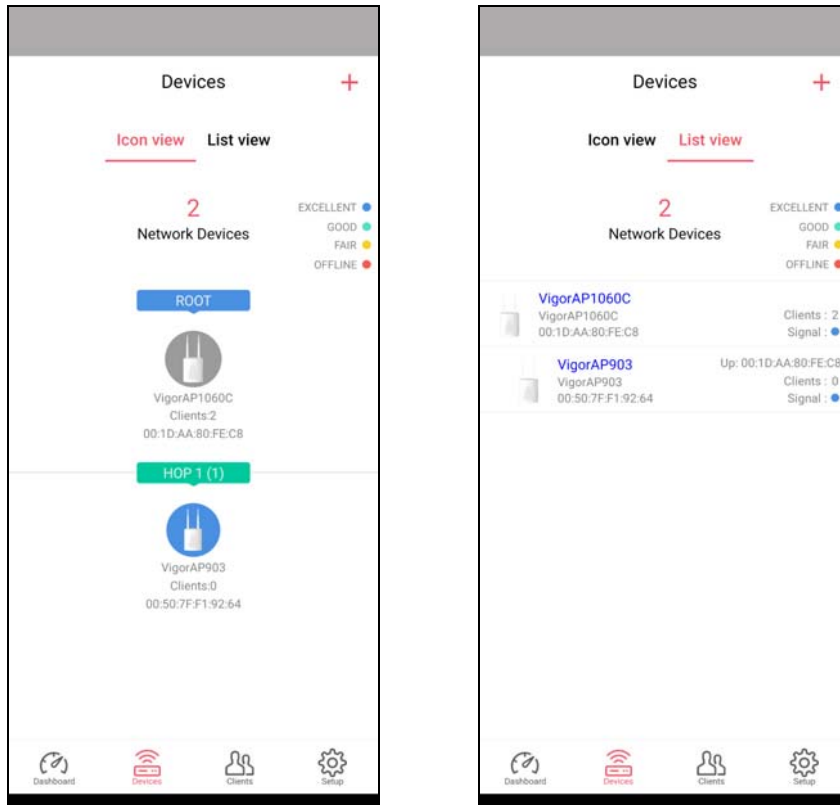 Devices +
Icon view List view
2
Network Devices
EXCELLENT
GOOD
FAIR
OFFLINE
ROOT
VigorAP1060C
Clients:2
00:1D:AA:80:FE:C8
HOP 1 (1)
VigorAP903
Clients:0
00:50:7F:F1:92:64
Dashboard Devices Clients Setup
Devices +
Icon view List view
2
Network Devices
EXCELLENT
GOOD
FAIR
OFFLINE
VigorAP1060C
VigorAP1060C Clients : 2
00:1D:AA:80:FE:C8 Signal :
VigorAP903 Up: 00:1D:AA:80:FE:C8
VigorAP903 Clients : 0
00:50:7F:F1:92:64 Signal :
Dashboard Devices Clients Setup